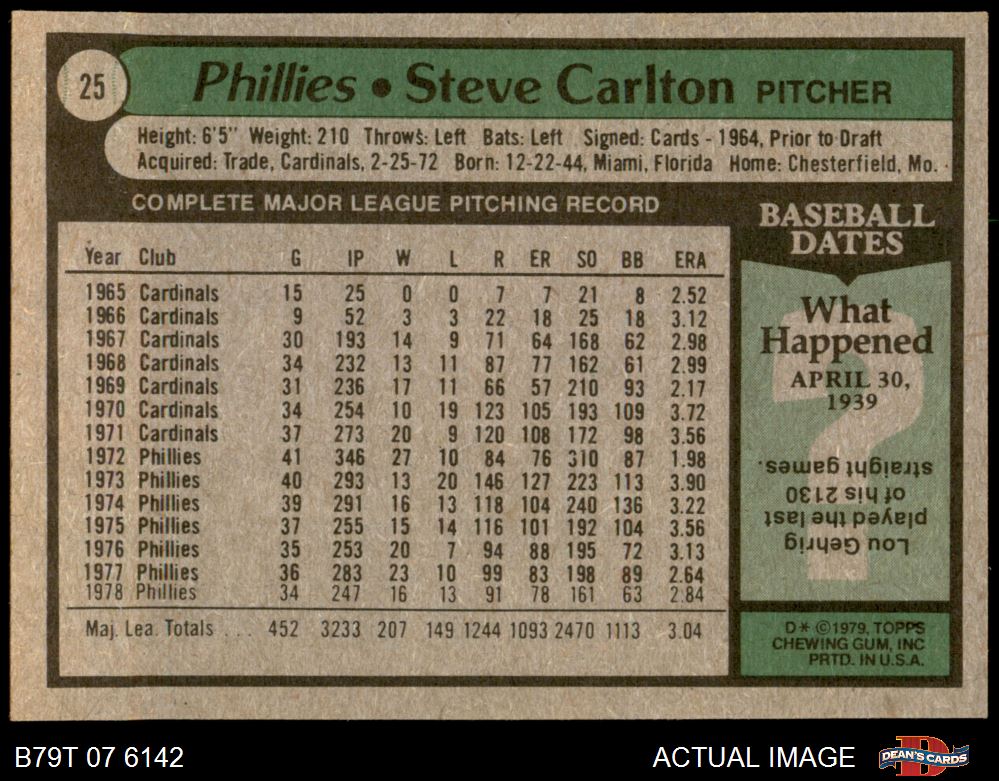 25
Phillies • Steve Carlton PITCHER
Height: 6'5" Weight: 210 Throws: Left Bats: Left Signed: Cards - 1964, Prior to Draft
Acquired: Trade, Cardinals, 2-25-72 Born: 12-22-44, Miami, Florida Home: Chesterfield, Mo.
COMPLETE MAJOR LEAGUE PITCHING RECORD
Year Club G IP W L R ER SO BB ERA
1965 Cardinals 15 25 0 0 7 7 21 8 2.52
1966 Cardinals 9 52 3 3 22 18 25 18 3.12
1967 Cardinals 30 193 14 9 71 64 168 62 2.98
1968 Cardinals 34 232 13 11 87 77 162 61 2.99
1969 Cardinals 31 236 17 11 66 57 210 93 2.17
1970 Cardinals 34 254 10 19 123 105 193 109 3.72
1971 Cardinals 37 273 20 9 120 108 172 98 3.56
1972 Phillies 41 346 27 10 84 76 310 87 1.98
1973 Phillies 40 293 13 20 146 127 223 113 3.90
1974 Phillies 39 291 16 13 118 104 240 136 3.22
1975 Phillies 37 255 15 14 116 101 192 104 3.56
1976 Phillies 35 253 20 7 94 88 195 72 3.13
1977 Phillies 36 283 23 10 99 83 198 89 2.64
1978 Phillies 34 247 16 13 91 78 161 63 2.84
Maj. Lea. Totals ... 452 3233 207 149 1244 1093 2470 1113 3.04
BASEBALL
DATES
What
Happened
APRIL 30,
1939
?
Lou Gehrig
played the last
of his 2130
straight games.
D* ©1979, TOPPS
CHEWING GUM, INC
PRTD. IN U.S.A.
B79T 07 6142
ACTUAL IMAGE
D
DEAN'S CARDS